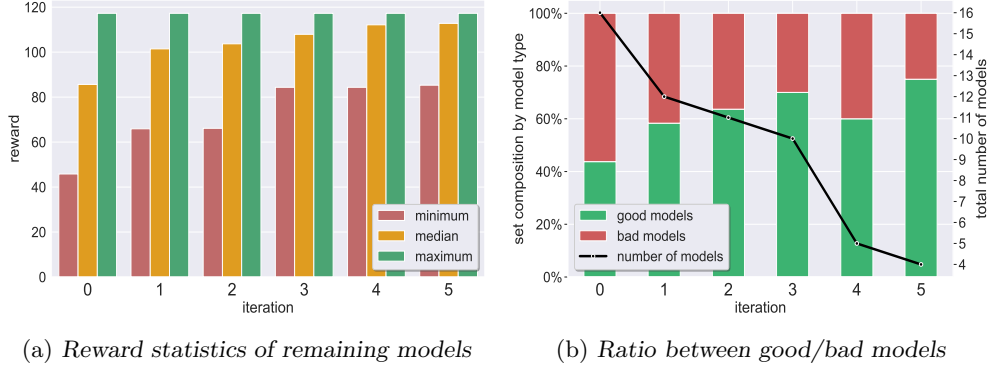 120
100
80
60
40
20
0
reward
0 1 2 3 4 5
iteration
minimum
median
maximum
(a) Reward statistics of remaining models
100%
80%
60%
40%
20%
0%
set composition by model type
16
15
14
13
12
11
10
9
8
7
6
5
4
total number of models
0 1 2 3 4 5
iteration
good models
bad models
number of models
(b) Ratio between good/bad models